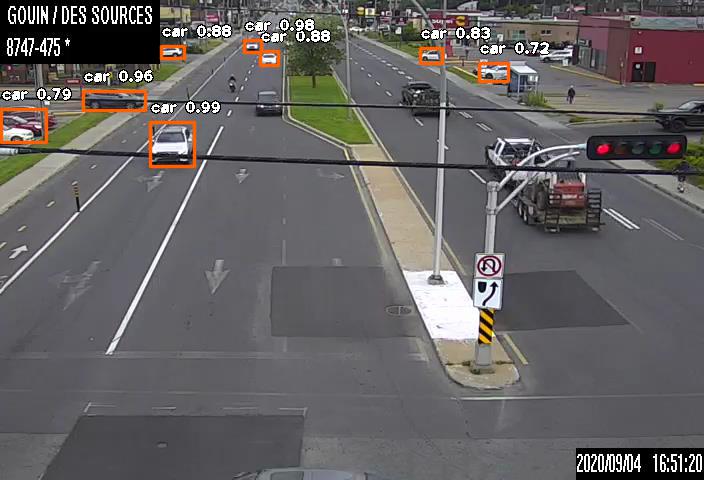 GOUIN / DES SOURCES
8747-475 *
car 0.88
car 0.98
car 0.88
car 0.83
car 0.72
car 0.96
car 0.79
car 0.99
2020/09/04 16:51:20